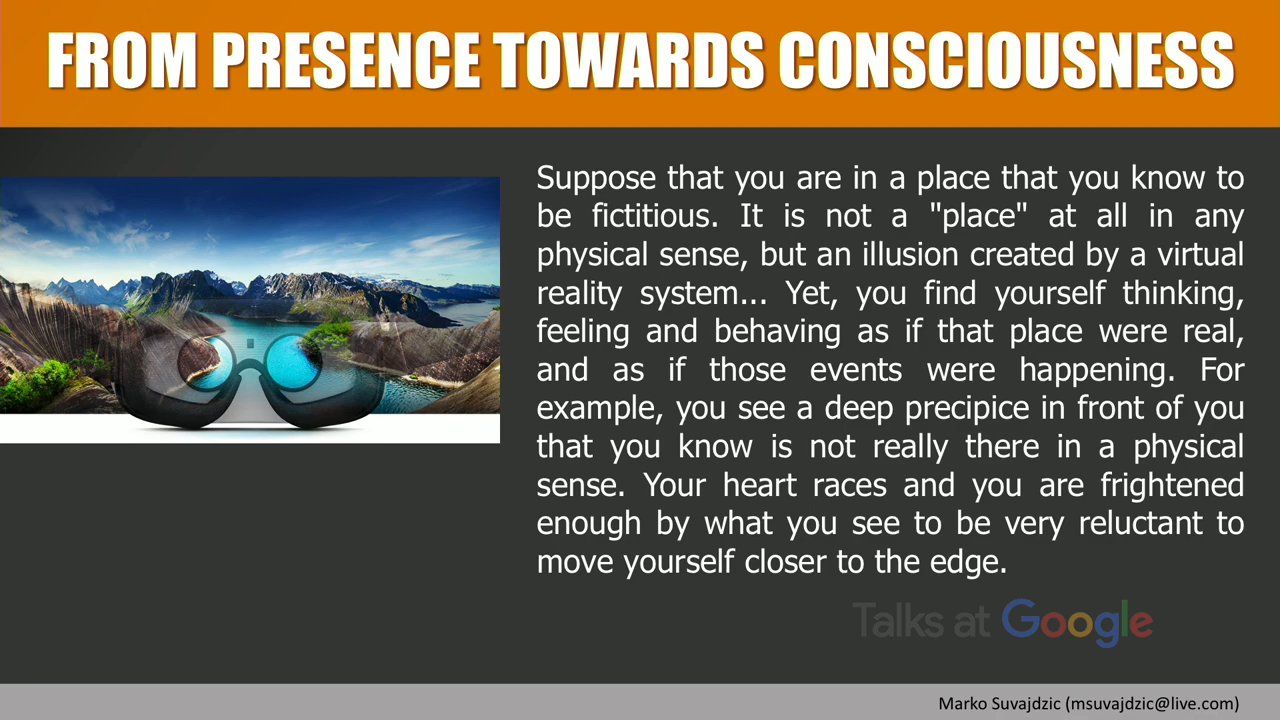 FROM PRESENCE TOWARDS CONSCIOUSNESS
Suppose that you are in a place that you know to
be fictitious. It is not a "place" at all in any
physical sense, but an illusion created by a virtual
reality system... Yet, you find yourself thinking,
feeling and behaving as if that place were real,
and as if those events were happening. For
example, you see a deep precipice in front of you
that you know is not really there in a physical
sense. Your heart races and you are frightened
enough by what you see to be very reluctant to
move yourself closer to the edge.
Talks at Google
Marko Suvajdzic (msuvajdzic@live.com)